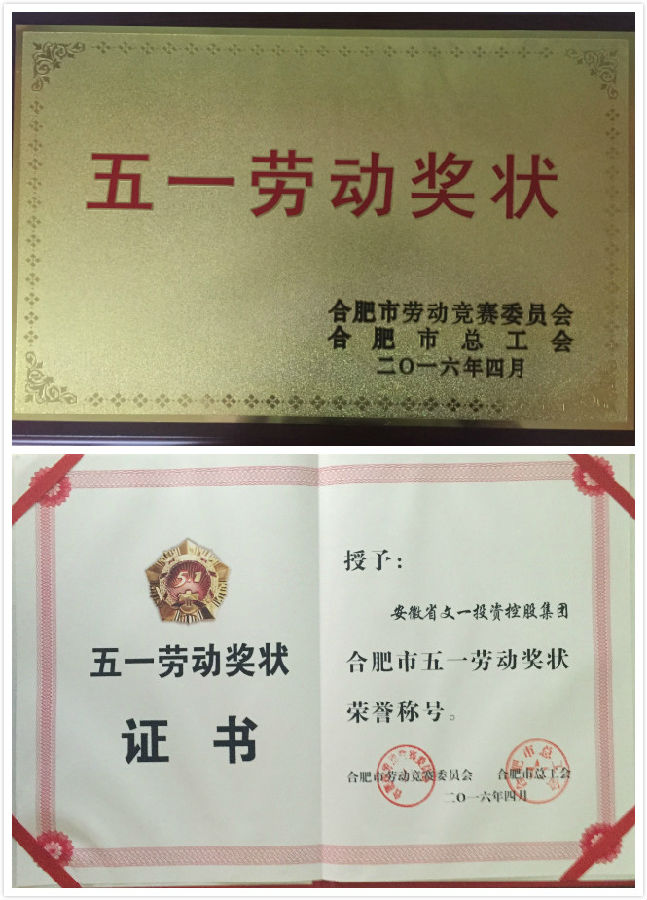 五一劳动奖状
合肥市劳动竞赛委员会
合肥市总工会
二〇一六年四月
51
五一劳动奖状
证书
授予：
安徽省文一投资控股集团
合肥市五一劳动奖状
荣誉称号。
合肥市劳动竞赛委员会 合肥市总工会
二〇一六年四月